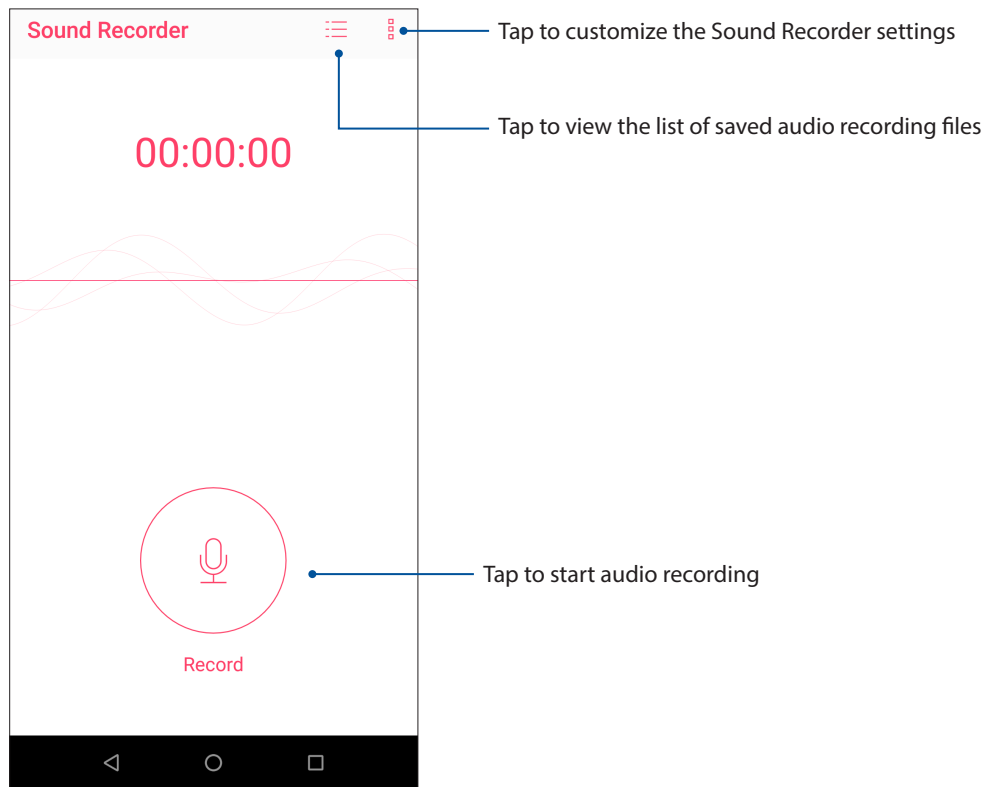 Sound Recorder
Tap to customize the Sound Recorder settings
Tap to view the list of saved audio recording files
00:00:00
Tap to start audio recording
Record